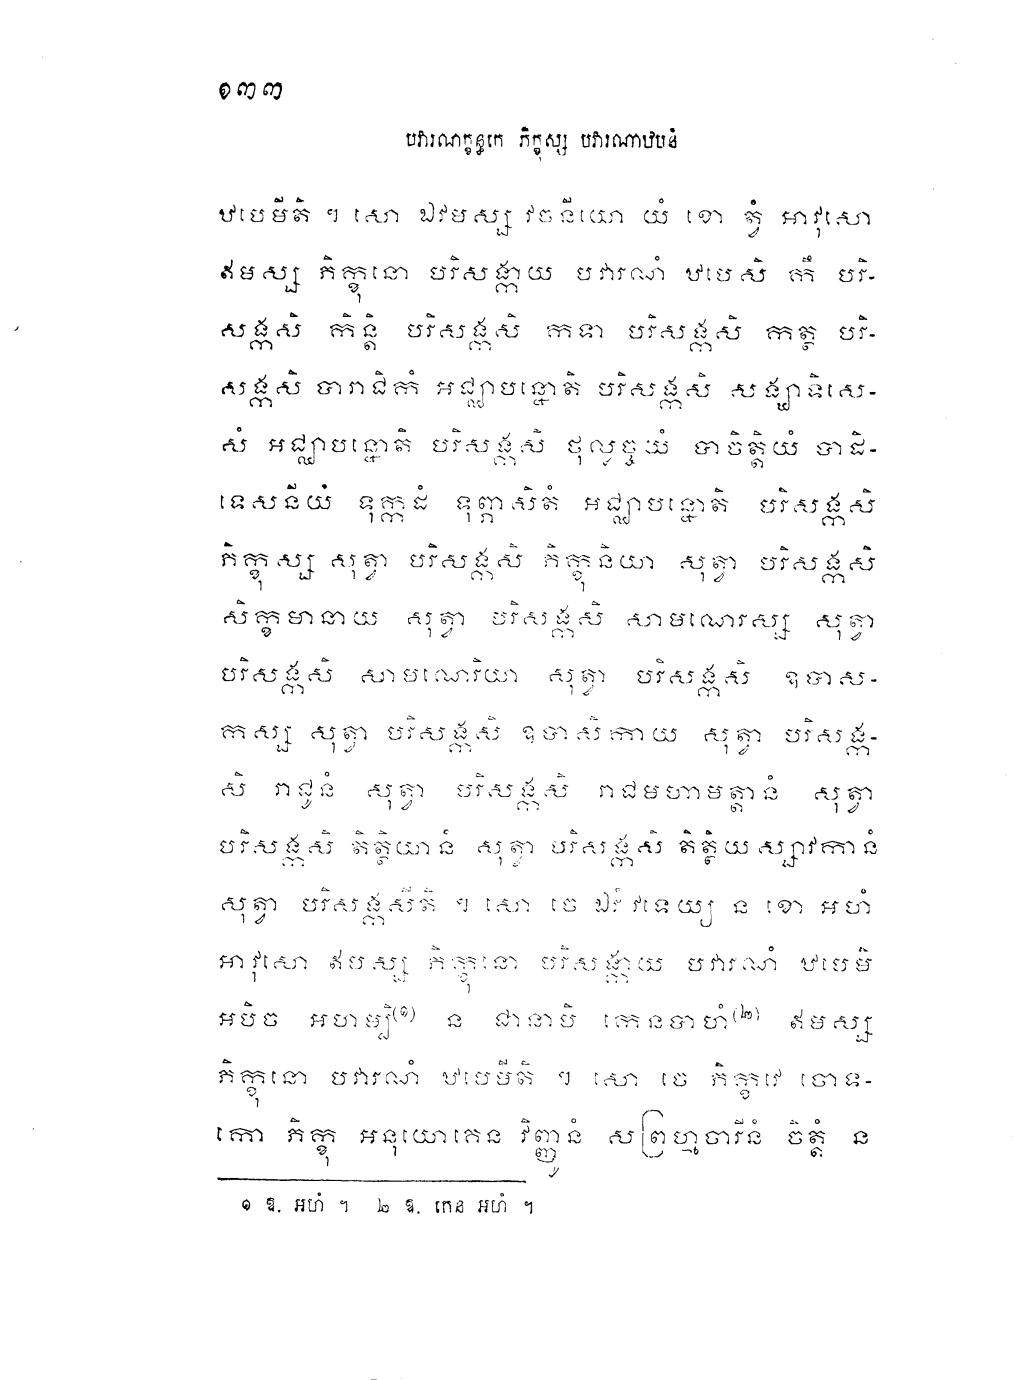 ១៣៣
បវារណក្ខន្ធកេ ភិក្ខុស្ស បវារណាឋបនំ
ឋបេមីតិ ។ សោ ឯវមស្ស វចនីយោ យំ ខោ ត្វំ អាវុសោ
ឥមស្ស ភិក្ខុនោ បរិសង្កាយ បវារណំ ឋបេសិ កឹ បរិ-
សង្កសិ កិន្តិ បរិសង្កសិ កទា បរិសង្កសិ កត្ថ បរិ-
សង្កសិ បារាជិកំ អជ្ឈាបន្នោតិ បរិសង្កសិ សង្ឃាទិសេ-
សំ អជ្ឈាបន្នោតិ បរិសង្កសិ ថុល្លច្ចយំ បាចិត្តិយំ បាដិ-
ទេសនីយំ ទុក្កដំ ទុព្ភាសិតំ អជ្ឈាបន្នោតិ បរិសង្កសិ
ភិក្ខុស្ស សុត្វា បរិសង្កសិ ភិក្ខុនិយា សុត្វា បរិសង្កសិ
សិក្ខមានាយ សុត្វា បរិសង្កសិ សាមណេរស្ស សុត្វា
បរិសង្កសិ សាមណេរិយា សុត្វា បរិសង្កសិ ឧបាស-
កស្ស សុត្វា បរិសង្កសិ ឧបាសិកាយ សុត្វា បរិសង្ក-
សិ រាជូនំ សុត្វា បរិសង្កសិ រាជមហាមត្តានំ សុត្វា
បរិសង្កសិ តិត្ថិយានំ សុត្វា បរិសង្កសិ តិត្ថិយស្សាវកានំ
សុត្វា បរិសង្កសីតិ ។ សោ ចេ ឯវំ វទេយ្យ ន ខោ អហំ
អាវុសោ ឥមស្ស ភិក្ខុនោ បរិសង្កាយ បវារណំ ឋបេមិ
អបិច អហម្បិ(១) ន ជានាមិ កេនបាហំ(២) ឥមស្ស
ភិក្ខុនោ បវារណំ ឋបេមីតិ ។ សោ ចេ ភិក្ខវេ ចោទ-
កោ ភិក្ខុ អនុយោគេន វិញ្ញូនំ សព្រហ្មចារីនំ ចិត្តំ ន
១ ឱ. អហំ ។ ២ ឱ. កេន អហំ ។